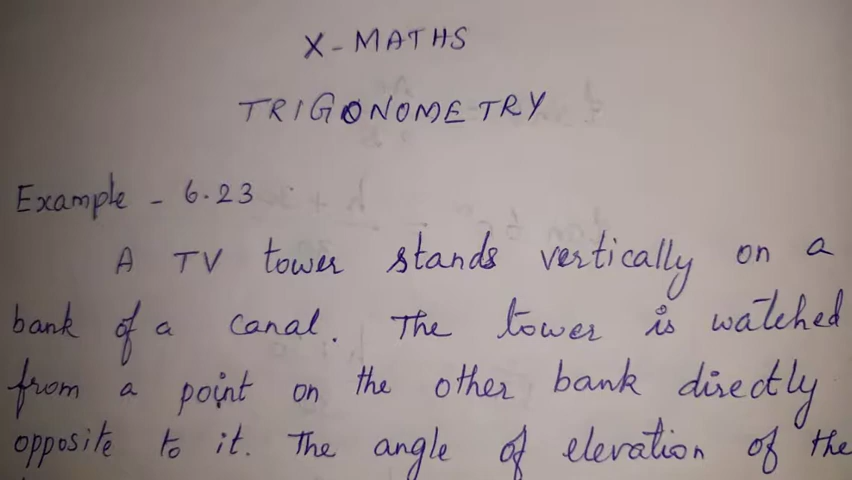 X - MATHS
TRIGONOMETRY
Example - 6.23
A TV tower stands vertically on a
bank of a canal. The tower is watched
from a point on the other bank directly
opposite to it. The angle of elevation of the